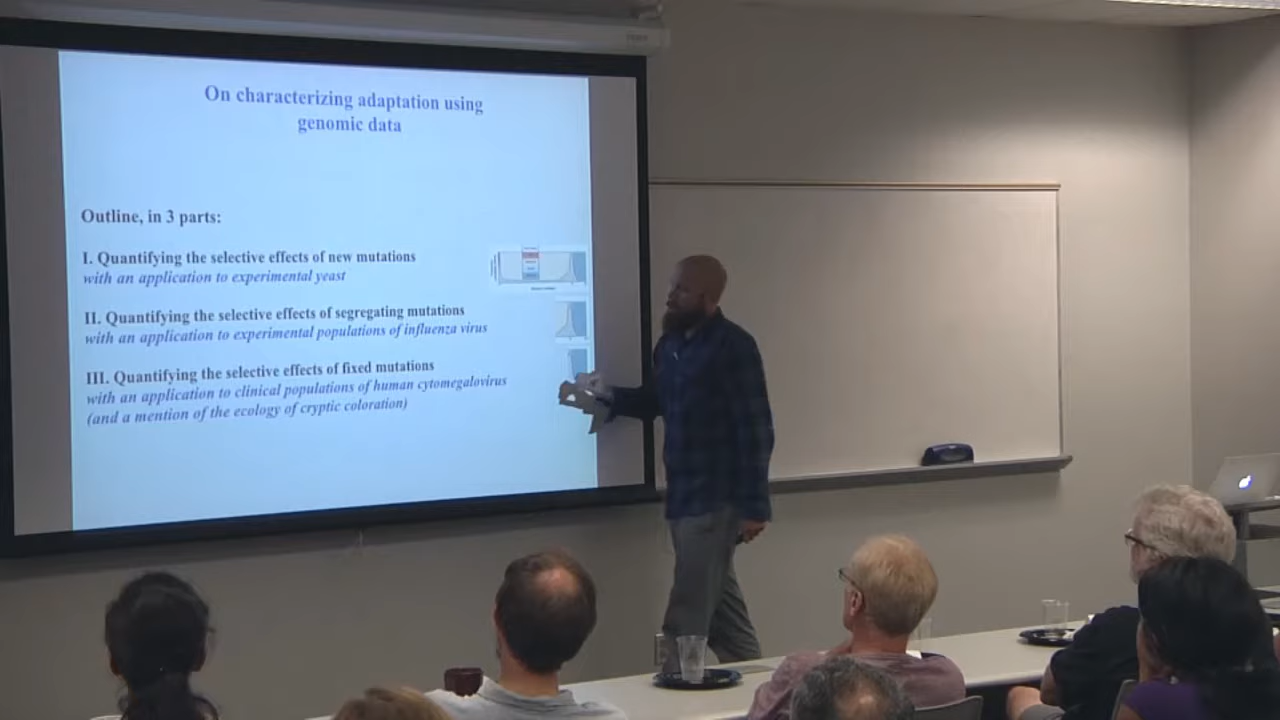 On characterizing adaptation using
genomic data
Outline, in 3 parts:
I. Quantifying the selective effects of new mutations
with an application to experimental yeast
II. Quantifying the selective effects of segregating mutations
with an application to experimental populations of influenza virus
III. Quantifying the selective effects of fixed mutations
with an application to clinical populations of human cytomegalovirus
(and a mention of the ecology of cryptic coloration)